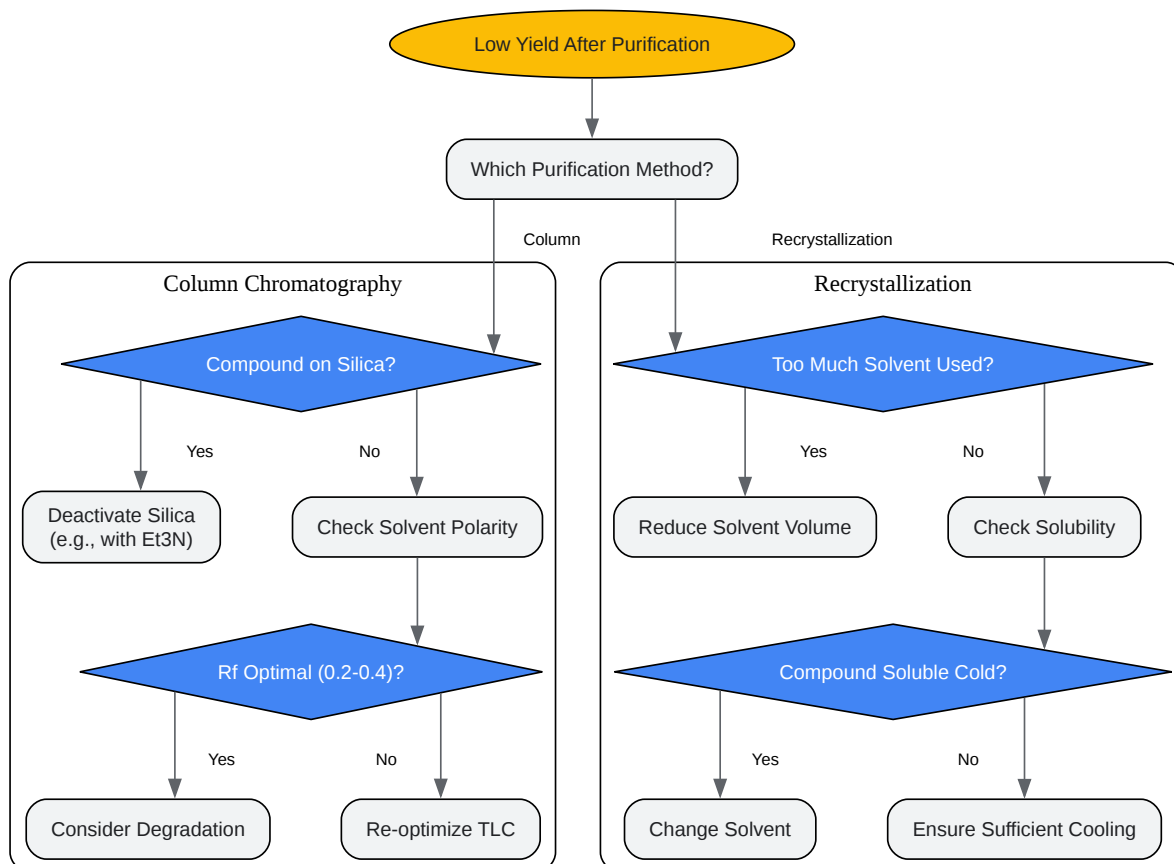 Low Yield After Purification
Which Purification Method?
Column
Recrystallization
Column Chromatography
Compound on Silica?
Yes
No
Deactivate Silica
(e.g., with Et3N)
Check Solvent Polarity
Rf Optimal (0.2-0.4)?
Yes
No
Consider Degradation
Re-optimize TLC
Recrystallization
Too Much Solvent Used?
Yes
No
Reduce Solvent Volume
Check Solubility
Compound Soluble Cold?
Yes
No
Change Solvent
Ensure Sufficient Cooling